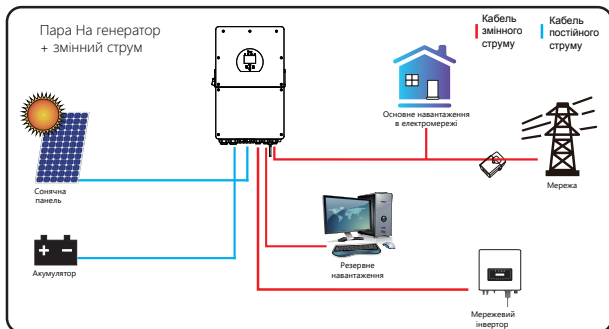 Пара На генератор
+ змінний струм
Кабель
змінного
струму
Кабель
постійного
струму
Основне навантаження
в електромережі
Сонячна
панель
Мережа
Акумулятор
Резервне
навантаження
Мережевий
інвертор